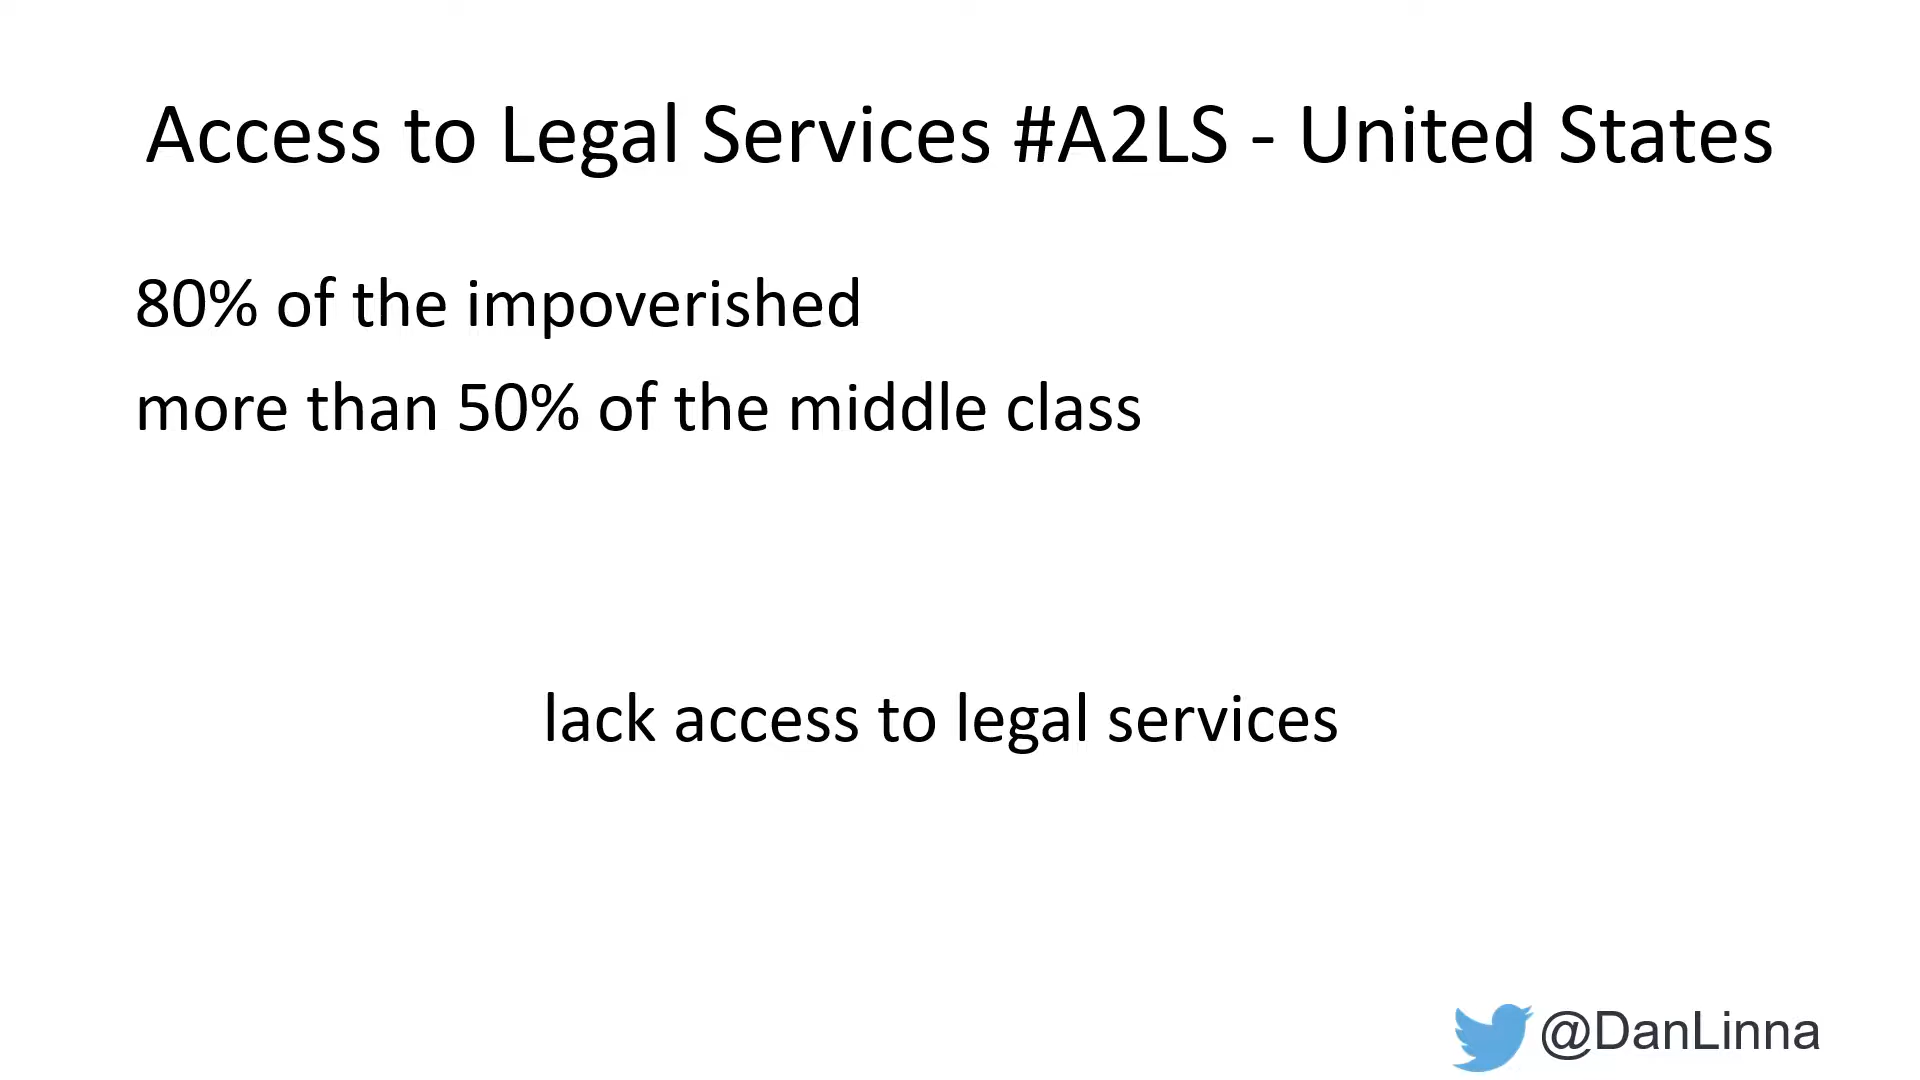 Access to Legal Services #A2LS - United States
80% of the impoverished
more than 50% of the middle class
lack access to legal services
@DanLinna